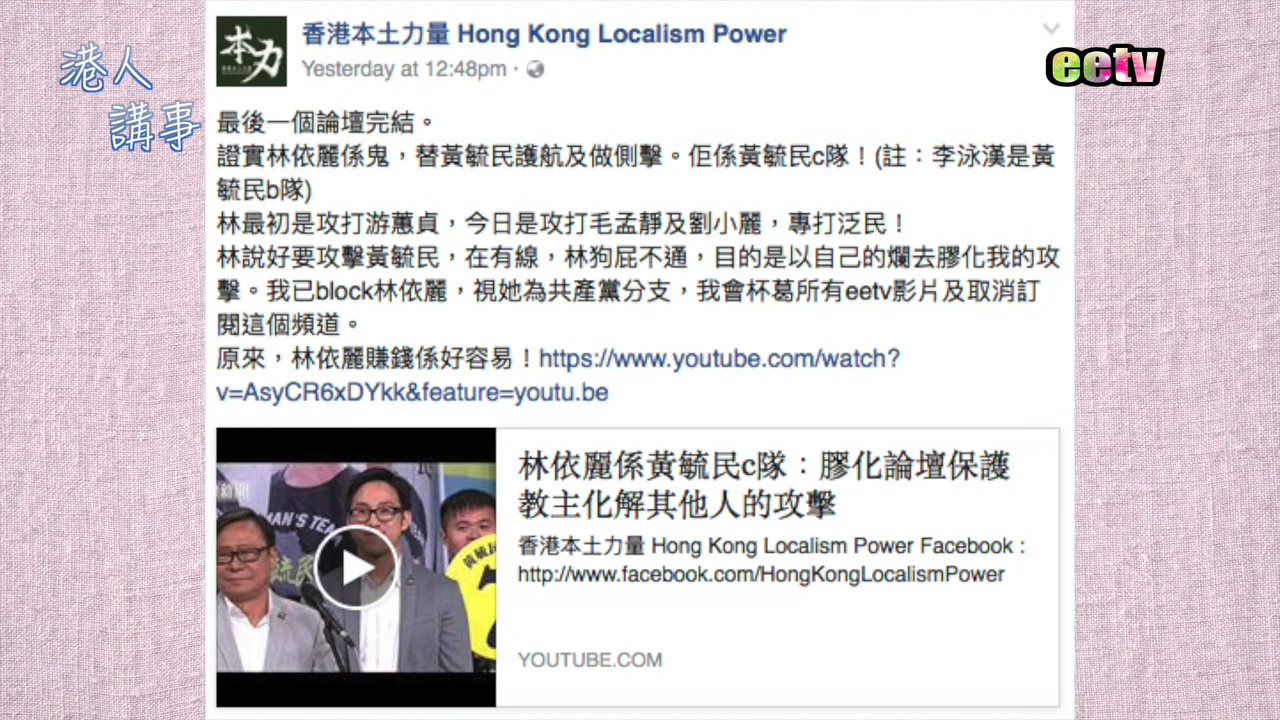 港人
講事
eetv
本力
香港本土力量 Hong Kong Localism Power
Yesterday at 12:48pm ·
最後一個論壇完結。
證實林依麗係鬼，替黃毓民護航及做側擊。佢係黃毓民c隊！(註：李泳漢是黃
毓民b隊)
林最初是攻打游蕙貞，今日是攻打毛孟靜及劉小麗，專打泛民！
林說好要攻擊黃毓民，在有線，林狗屁不通，目的是以自己的爛去膠化我的攻
擊。我已block林依麗，視她為共產黨分支，我會杯葛所有eetv影片及取消訂
閱這個頻道。
原來，林依麗賺錢係好容易！https://www.youtube.com/watch?
v=AsyCR6xDYkk&feature=youtu.be
MAN'S TEA
林依麗係黃毓民c隊：膠化論壇保護
教主化解其他人的攻擊
香港本土力量 Hong Kong Localism Power Facebook :
http://www.facebook.com/HongKongLocalismPower
YOUTUBE.COM